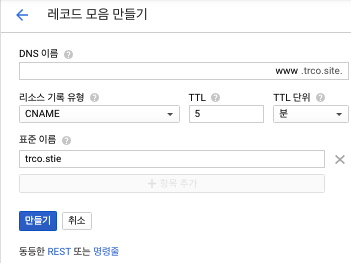 레코드 모음 만들기
DNS 이름
www .trco.site.
리소스 기록 유형 TTL TTL 단위
CNAME 5 분
표준 이름
trco.stie
항목 추가
만들기 취소
동등한 REST 또는 명령줄